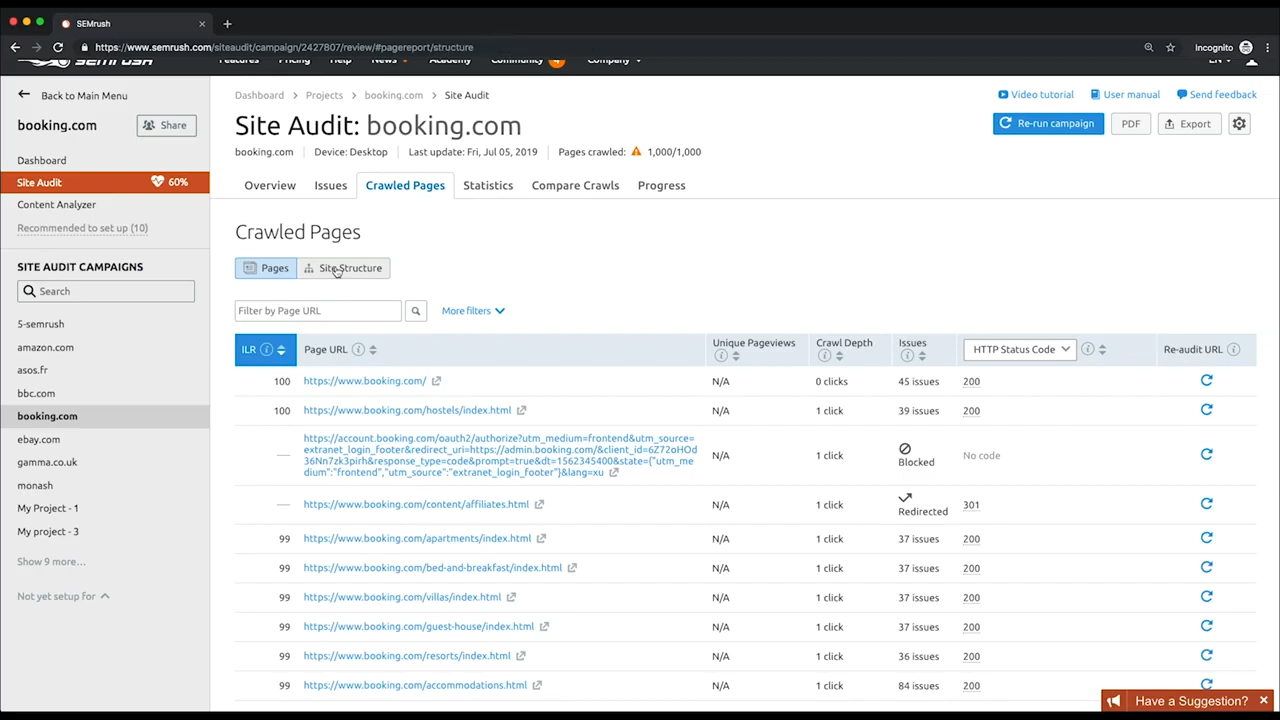 SEMrush
https://www.semrush.com/siteaudit/campaign/2427807/review/#pagereport/structure
Incognito
SEMRUSH
Features Pricing Help News Academy Community 4 Company EN
Back to Main Menu
booking.com
Share
Dashboard
Site Audit 60%
Content Analyzer
Recommended to set up (10)
SITE AUDIT CAMPAIGNS
Search
5-semrush
amazon.com
asos.fr
bbc.com
booking.com
ebay.com
gamma.co.uk
monash
My Project - 1
My project - 3
Show 9 more...
Not yet setup for
Dashboard > Projects > booking.com > Site Audit
Video tutorial User manual Send feedback
Site Audit: booking.com
Re-run campaign PDF Export
booking.com Device: Desktop Last update: Fri, Jul 05, 2019 Pages crawled: 1,000/1,000
Overview Issues Crawled Pages Statistics Compare Crawls Progress
Crawled Pages
Pages Site Structure
Filter by Page URL More filters
ILR Page URL Unique Pageviews Crawl Depth Issues HTTP Status Code Re-audit URL
100 https://www.booking.com/ N/A 0 clicks 45 issues 200
100 https://www.booking.com/hostels/index.html N/A 1 click 39 issues 200
https://account.booking.com/oauth2/authorize?utm_medium=frontend&utm_source=
extranet_login_footer&redirect_uri=https://admin.booking.com/&client_id=6Z72oHOd
36Nn7zk3pirh&response_type=code&prompt=true&dt=1562345400&state={"utm_me
dium":"frontend","utm_source":"extranet_login_footer"}&lang=xu
— N/A 1 click Blocked No code
— https://www.booking.com/content/affiliates.html N/A 1 click Redirected 301
99 https://www.booking.com/apartments/index.html N/A 1 click 37 issues 200
99 https://www.booking.com/bed-and-breakfast/index.html N/A 1 click 37 issues 200
99 https://www.booking.com/villas/index.html N/A 1 click 37 issues 200
99 https://www.booking.com/guest-house/index.html N/A 1 click 37 issues 200
99 https://www.booking.com/resorts/index.html N/A 1 click 36 issues 200
99 https://www.booking.com/accommodations.html N/A 1 click 84 issues 200
Have a Suggestion?